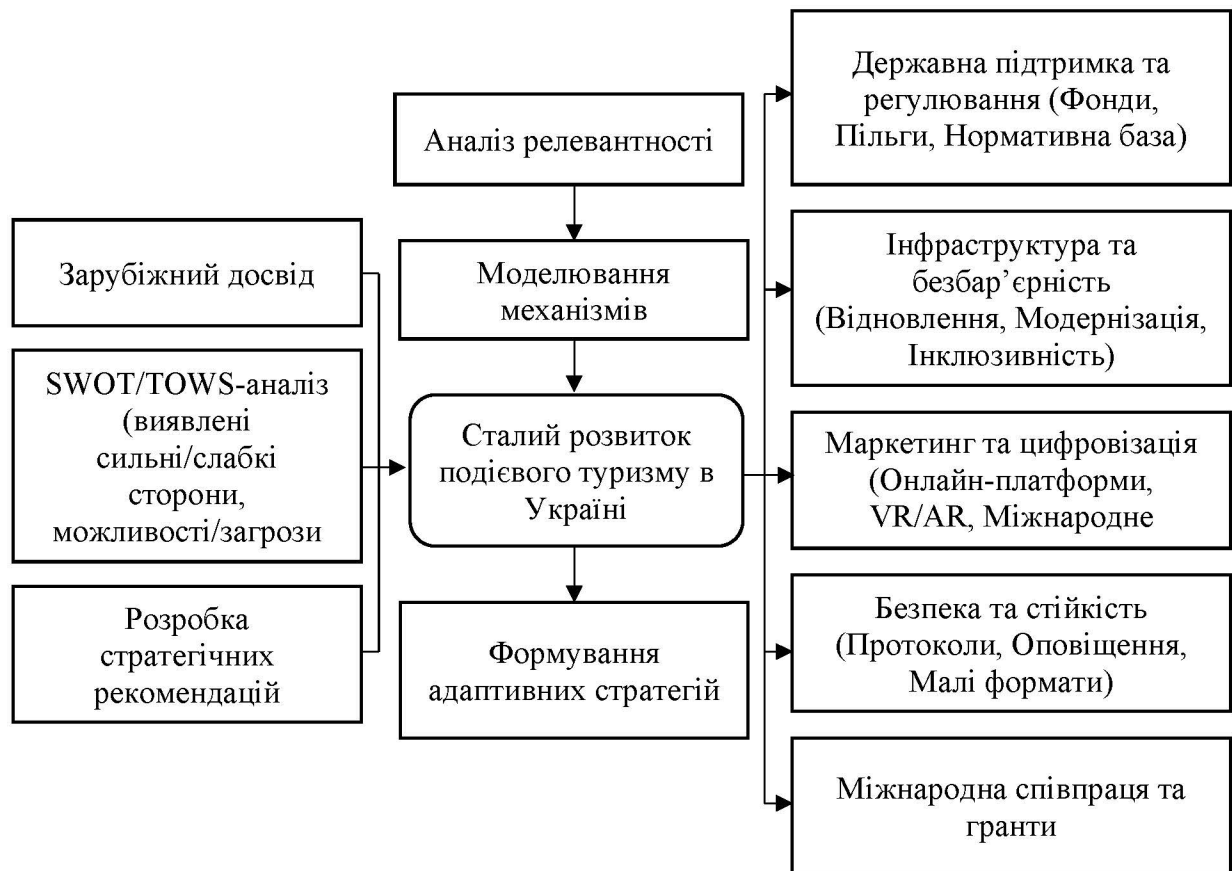 Зарубіжний досвід
SWOT/TOWS-аналіз
(виявлені
сильні/слабкі
сторони,
можливості/загрози
Розробка
стратегічних
рекомендацій
Аналіз релевантності
Моделювання
механізмів
Сталий розвиток
подієвого туризму в
Україні
Формування
адаптивних стратегій
Державна підтримка та
регулювання (Фонди,
Пільги, Нормативна база)
Інфраструктура та
безбар’єрність
(Відновлення, Модернізація,
Інклюзивність)
Маркетинг та цифровізація
(Онлайн-платформи,
VR/AR, Міжнародне
Безпека та стійкість
(Протоколи, Оповіщення,
Малі формати)
Міжнародна співпраця та
гранти